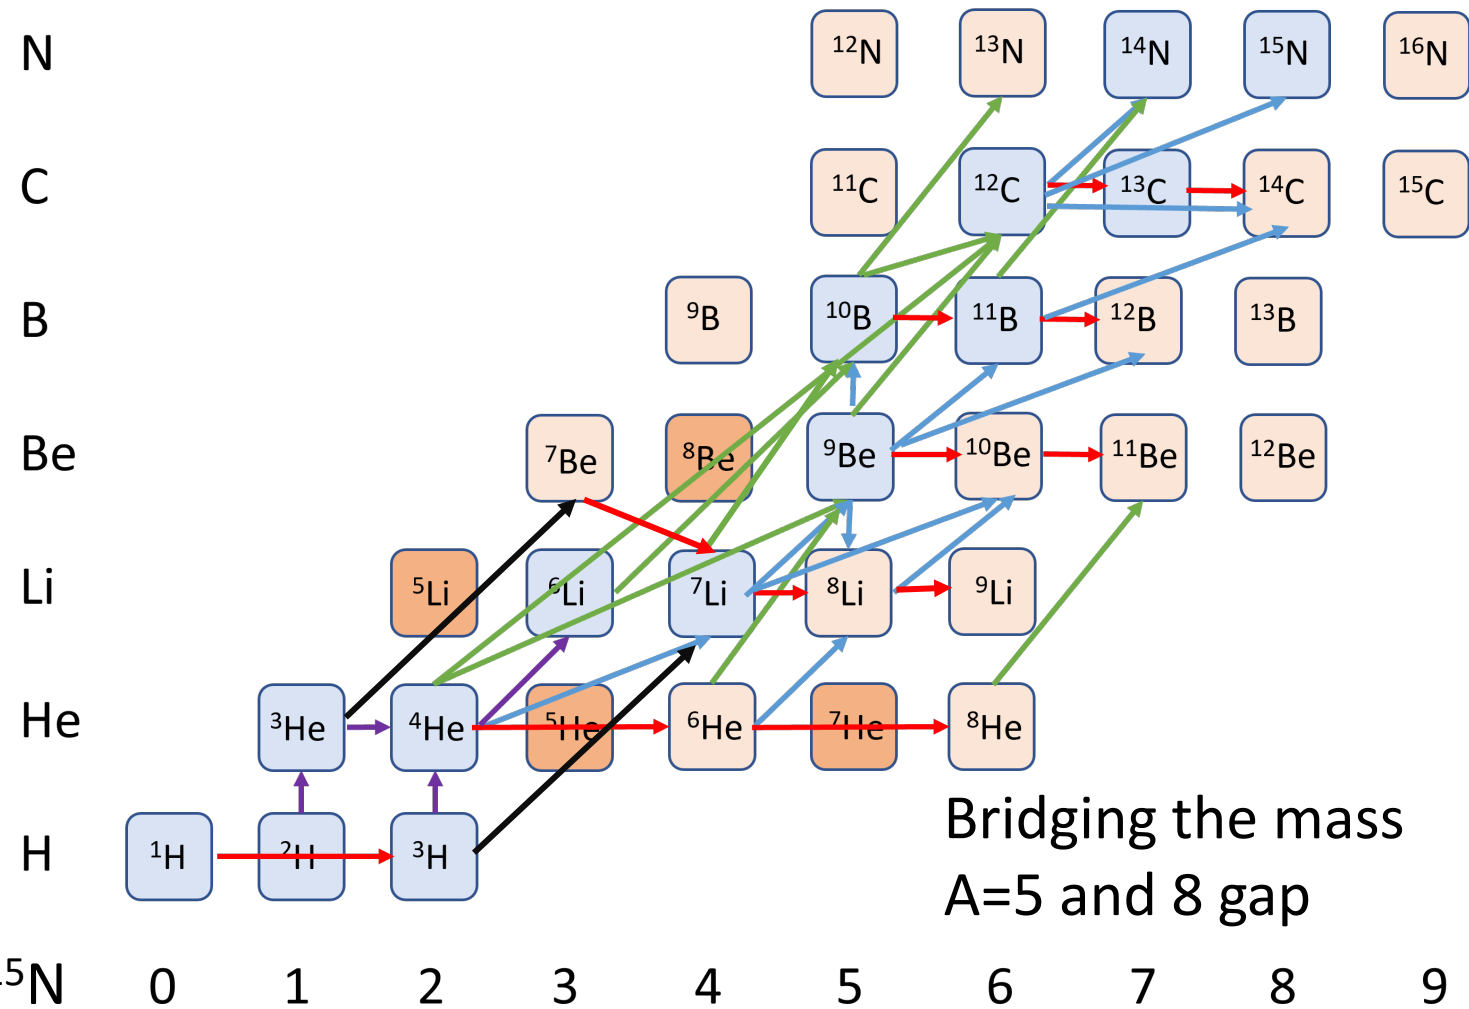 N ¹²N ¹³N ¹⁴N ¹⁵N ¹⁶N
C ¹¹C ¹²C ¹³C ¹⁴C ¹⁵C
B ⁹B ¹⁰B ¹¹B ¹²B ¹³B
Be ⁷Be ⁸Be ⁹Be ¹⁰Be ¹¹Be ¹²Be
Li ⁵Li ⁶Li ⁷Li ⁸Li ⁹Li
He ³He ⁴He ⁵He ⁶He ⁷He ⁸He
H ¹H ²H ³H
Bridging the mass
A=5 and 8 gap
¹⁵N 0 1 2 3 4 5 6 7 8 9